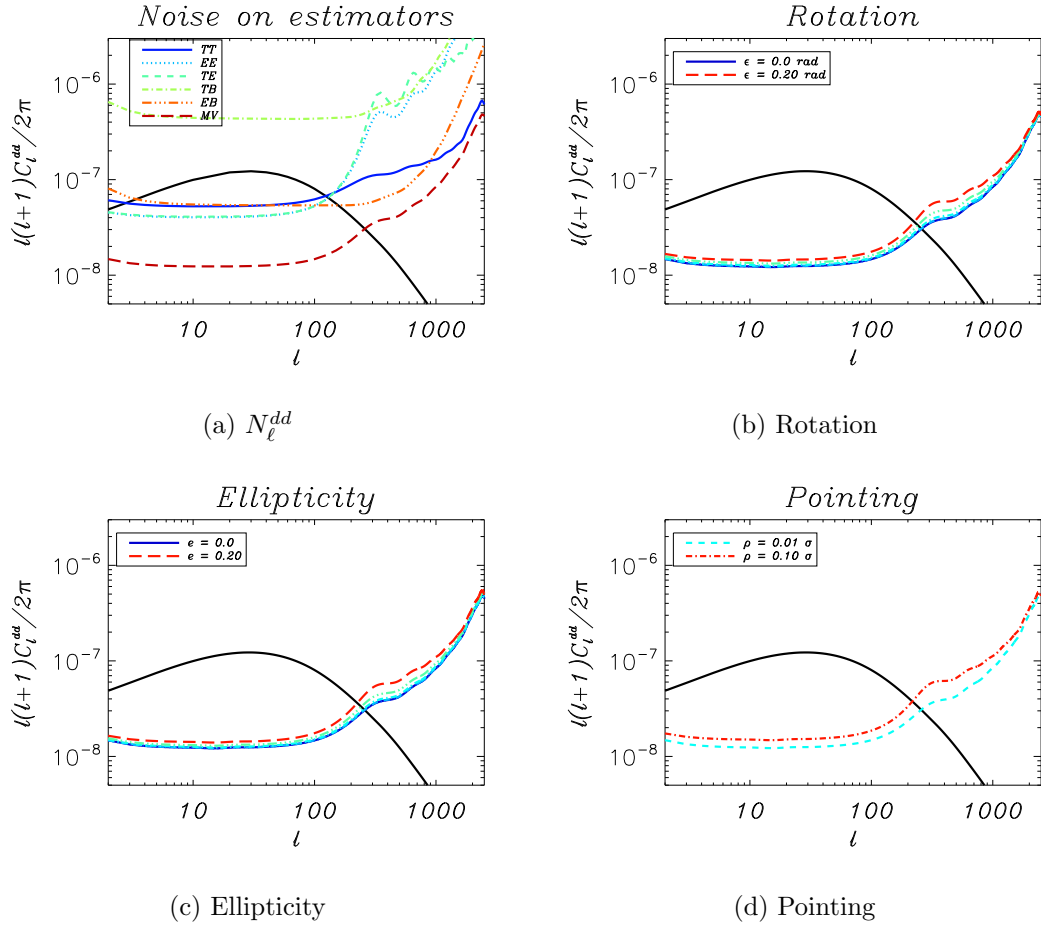 Noise on estimators
TT
EE
TE
TB
EB
MV
10⁻⁶
10⁻⁷
10⁻⁸
l(l+1)C_l^{dd}/2π
10 100 1000
l
(a) N_ℓ^{dd}
Rotation
ϵ = 0.0 rad
ϵ = 0.20 rad
10⁻⁶
10⁻⁷
10⁻⁸
l(l+1)C_l^{dd}/2π
10 100 1000
l
(b) Rotation
Ellipticity
e = 0.0
e = 0.20
10⁻⁶
10⁻⁷
10⁻⁸
l(l+1)C_l^{dd}/2π
10 100 1000
l
(c) Ellipticity
Pointing
ρ = 0.01 σ
ρ = 0.10 σ
10⁻⁶
10⁻⁷
10⁻⁸
l(l+1)C_l^{dd}/2π
10 100 1000
l
(d) Pointing